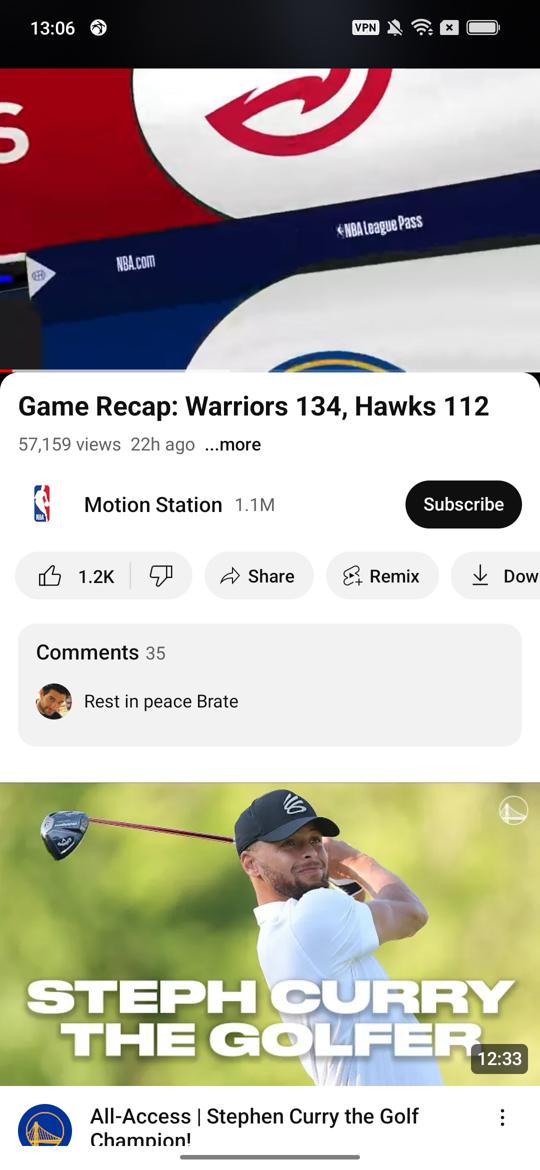 13:06
VPN
S
NBA League Pass
NBA.com
Game Recap: Warriors 134, Hawks 112
57,159 views 22h ago ...more
Motion Station 1.1M
Subscribe
1.2K
Share
Remix
Dow
Comments 35
Rest in peace Brate
STEPH CURRY
THE GOLFER
12:33
All-Access | Stephen Curry the Golf
Champion!